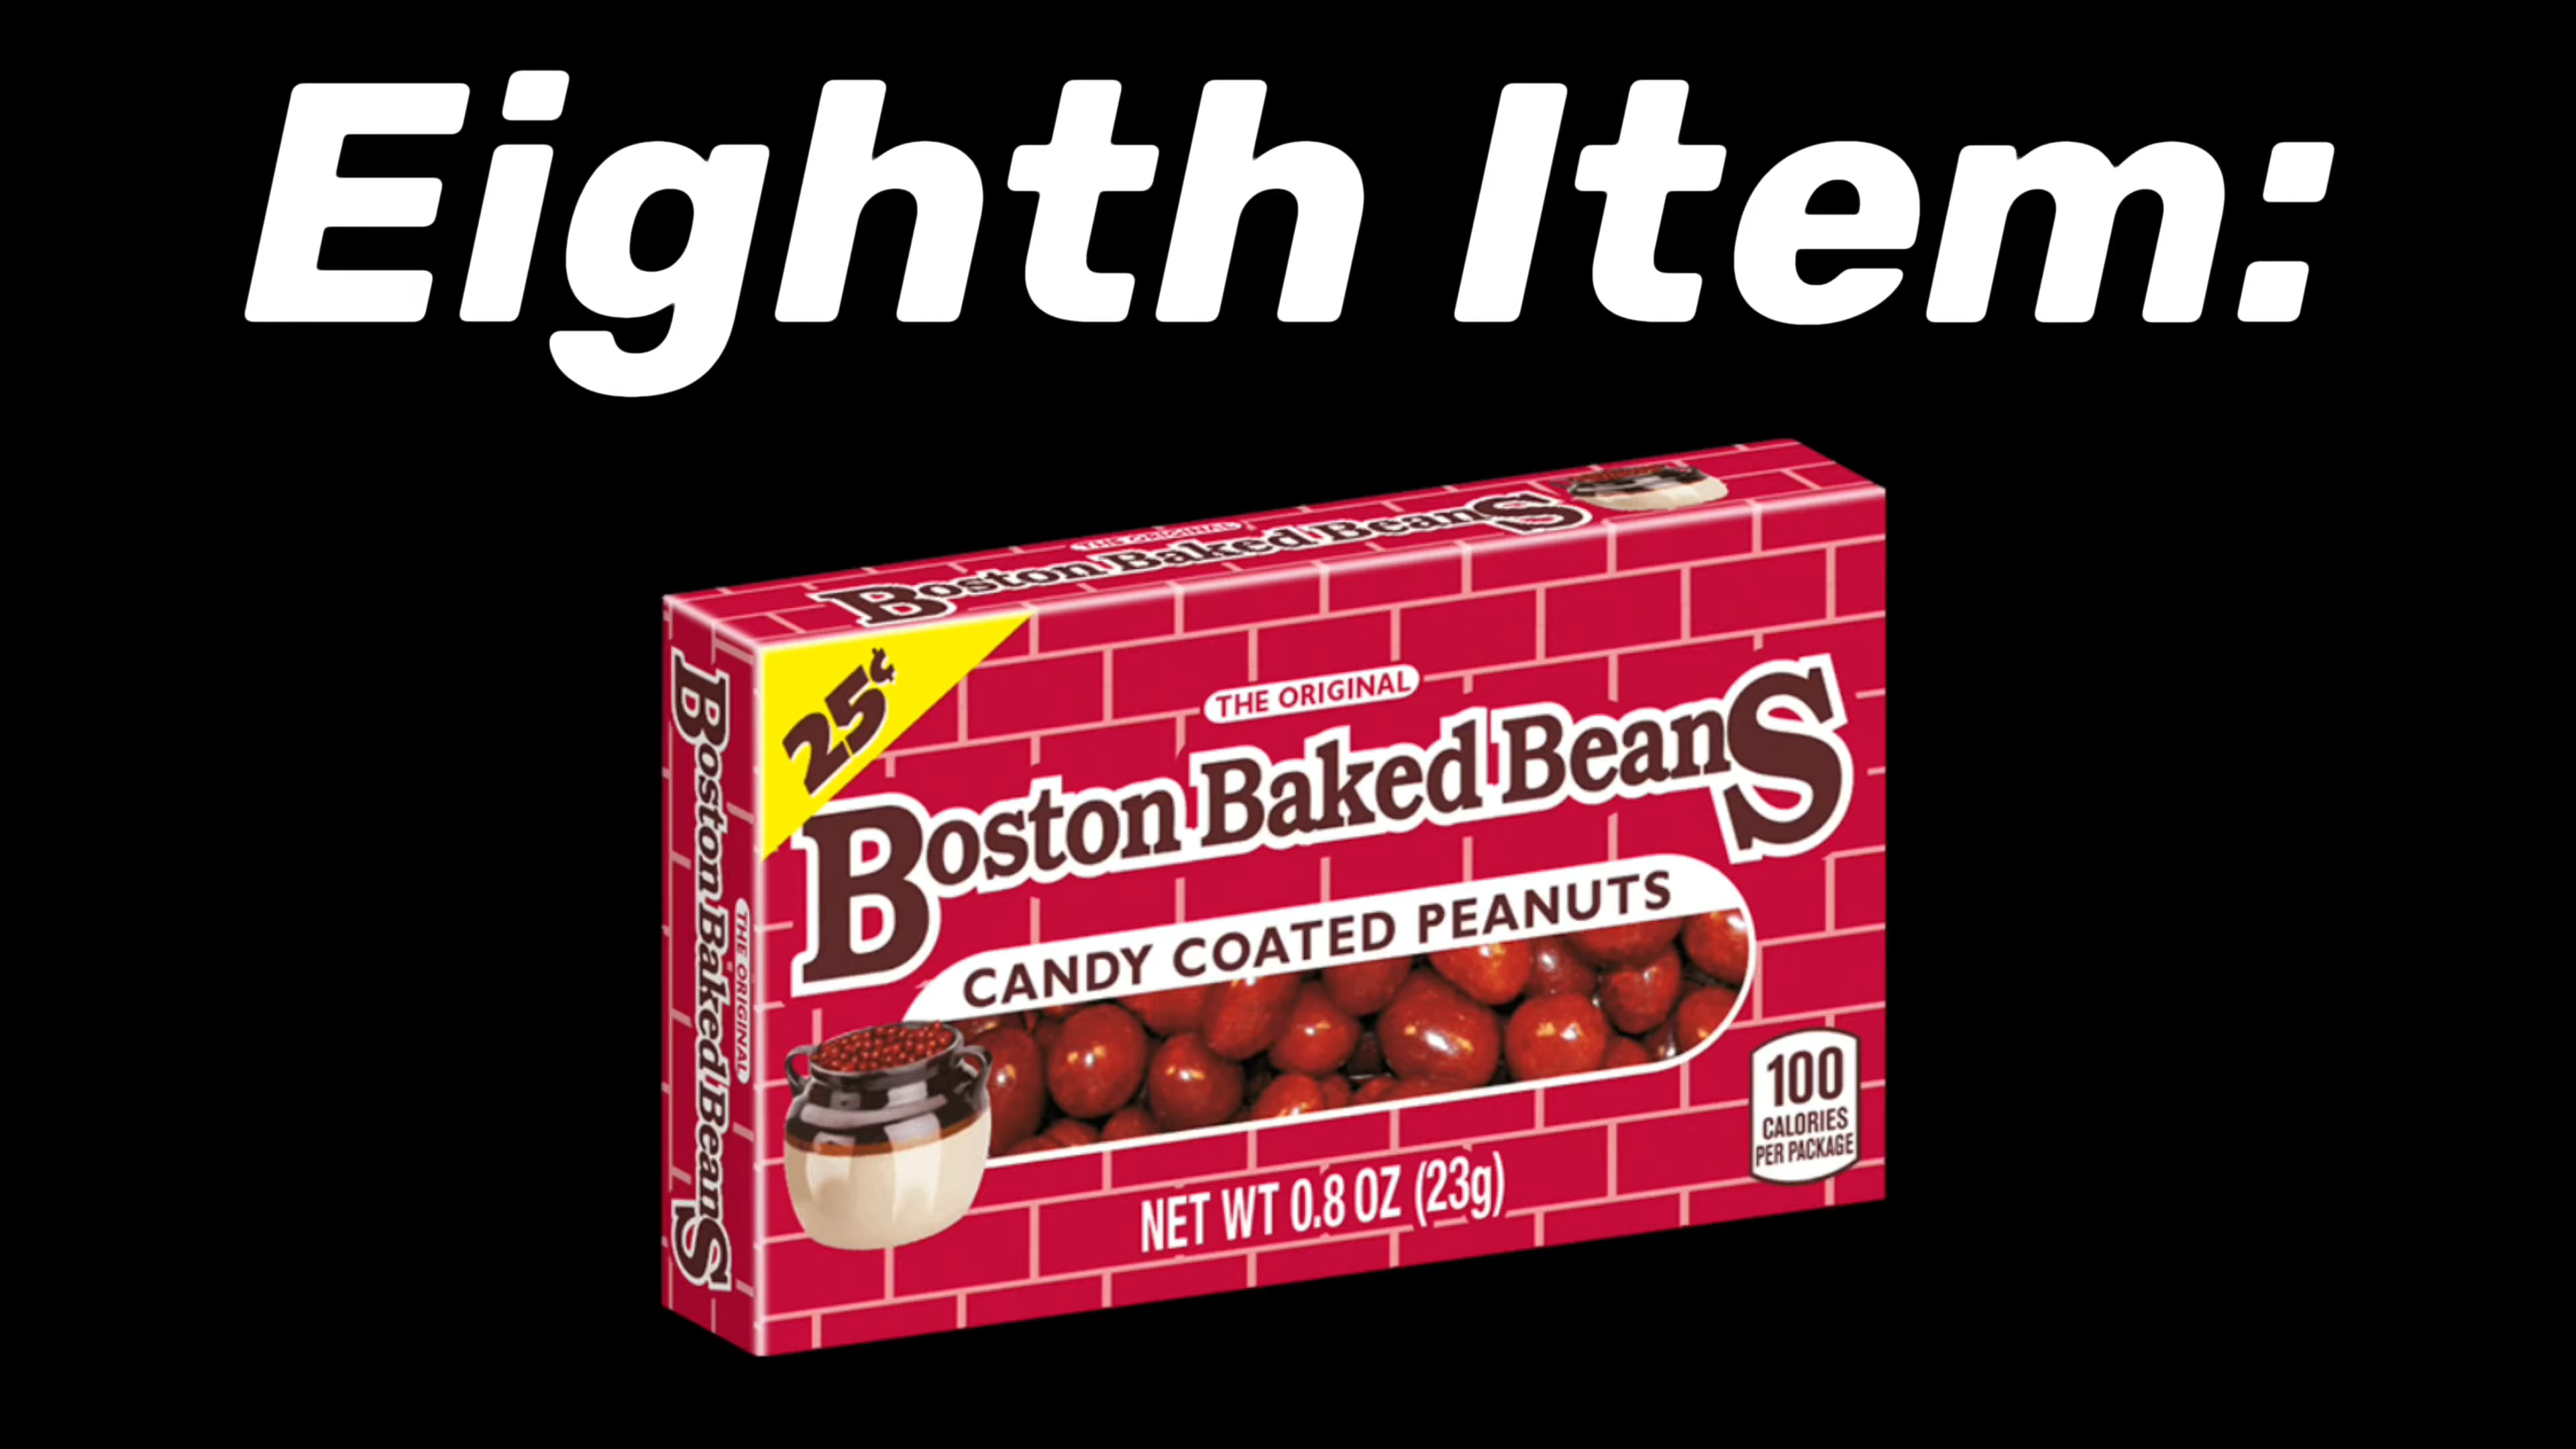 Eighth Item:
THE ORIGINAL
Boston Baked BeanS
25¢
THE ORIGINAL
Boston Baked BeanS
CANDY COATED PEANUTS
100
CALORIES
PER PACKAGE
NET WT 0.8 OZ (23g)
Boston Baked BeanS
THE ORIGINAL